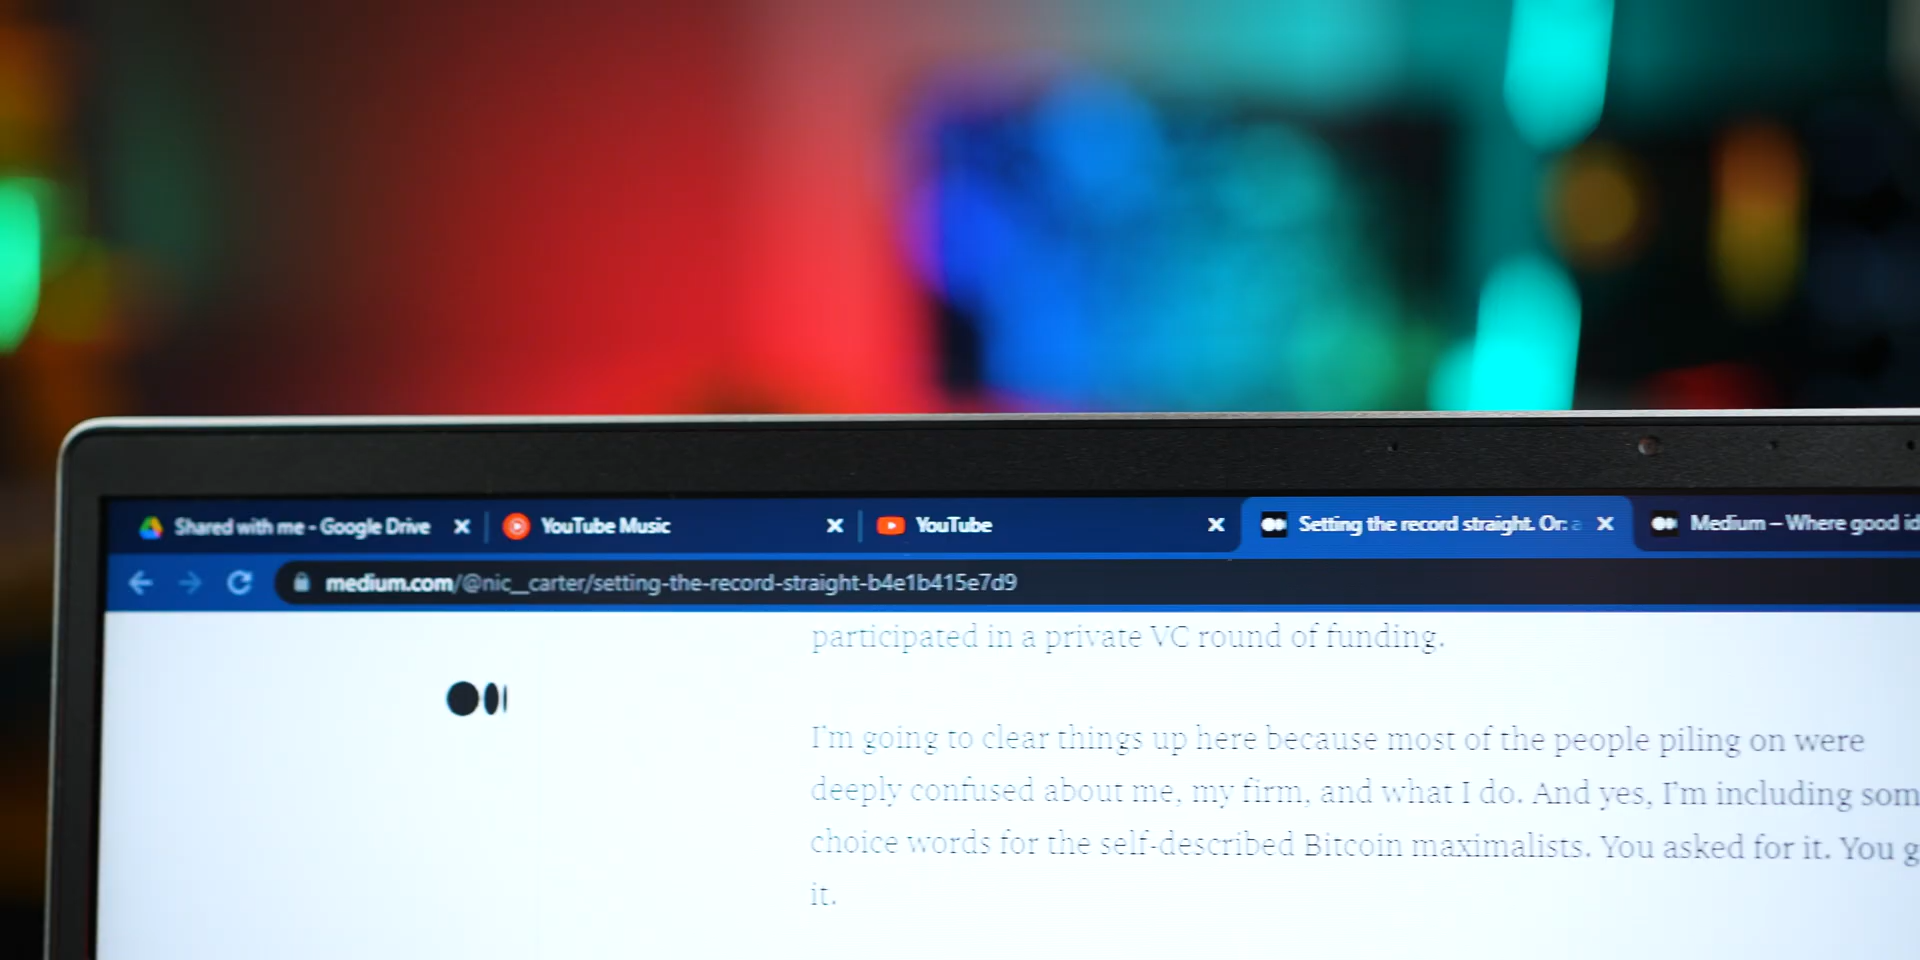 Shared with me - Google Drive
YouTube Music
YouTube
Setting the record straight. Or: a
Medium – Where good id
medium.com/@nic_carter/setting-the-record-straight-b4e1b415e7d9
participated in a private VC round of funding.
I'm going to clear things up here because most of the people piling on were
deeply confused about me, my firm, and what I do. And yes, I'm including som
choice words for the self-described Bitcoin maximalists. You asked for it. You g
it.